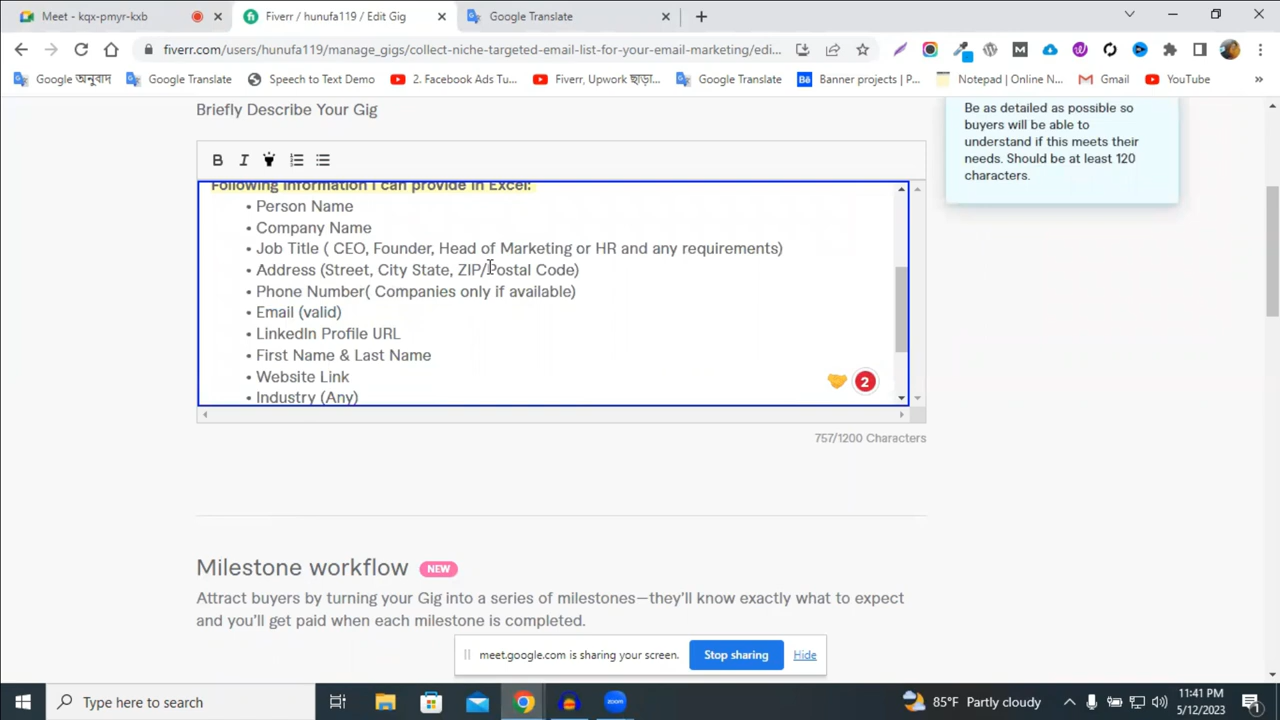 Meet - kqx-pmyr-kxb
Fiverr / hunufa119 / Edit Gig
Google Translate
fiverr.com/users/hunufa119/manage_gigs/collect-niche-targeted-email-list-for-your-email-marketing/edi...
Google অনুবাদ
Google Translate
Speech to Text Demo
2. Facebook Ads Tu...
Fiverr, Upwork ছাড়া...
Google Translate
Banner projects | P...
Notepad | Online N...
Gmail
YouTube
»
Briefly Describe Your Gig
Be as detailed as possible so
buyers will be able to
understand if this meets their
needs. Should be at least 120
characters.
B I
Following Information I can provide in Excel:
• Person Name
• Company Name
• Job Title ( CEO, Founder, Head of Marketing or HR and any requirements)
• Address (Street, City State, ZIP/Postal Code)
• Phone Number( Companies only if available)
• Email (valid)
• LinkedIn Profile URL
• First Name & Last Name
• Website Link
• Industry (Any)
2
757/1200 Characters
Milestone workflow NEW
Attract buyers by turning your Gig into a series of milestones—they'll know exactly what to expect
and you'll get paid when each milestone is completed.
meet.google.com is sharing your screen.
Stop sharing
Hide
Type here to search
zoom
85°F Partly cloudy
11:41 PM
5/12/2023
1